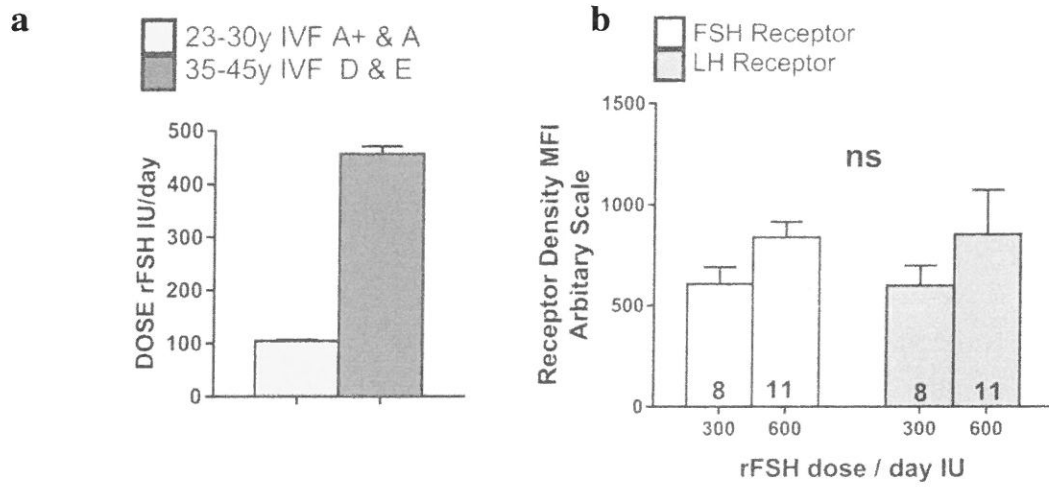 a
23-30y IVF A+ & A
35-45y IVF D & E
DOSE rFSH IU/day
500
400
300
200
100
0
b
FSH Receptor
LH Receptor
Receptor Density MFI
Arbitary Scale
1500
1000
500
0
ns
8 11 8 11
300 600 300 600
rFSH dose / day IU